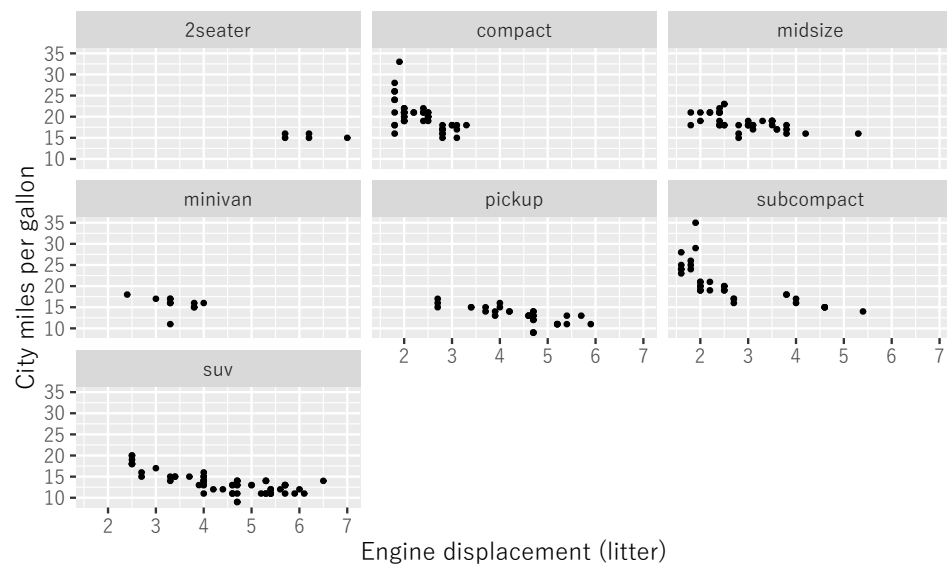 2seater compact midsize
35
30
25
20
15
10
minivan pickup subcompact
35
30
25
20
15
10
2 3 4 5 6 7 2 3 4 5 6 7
suv
35
30
25
20
15
10
2 3 4 5 6 7
City miles per gallon
Engine displacement (litter)